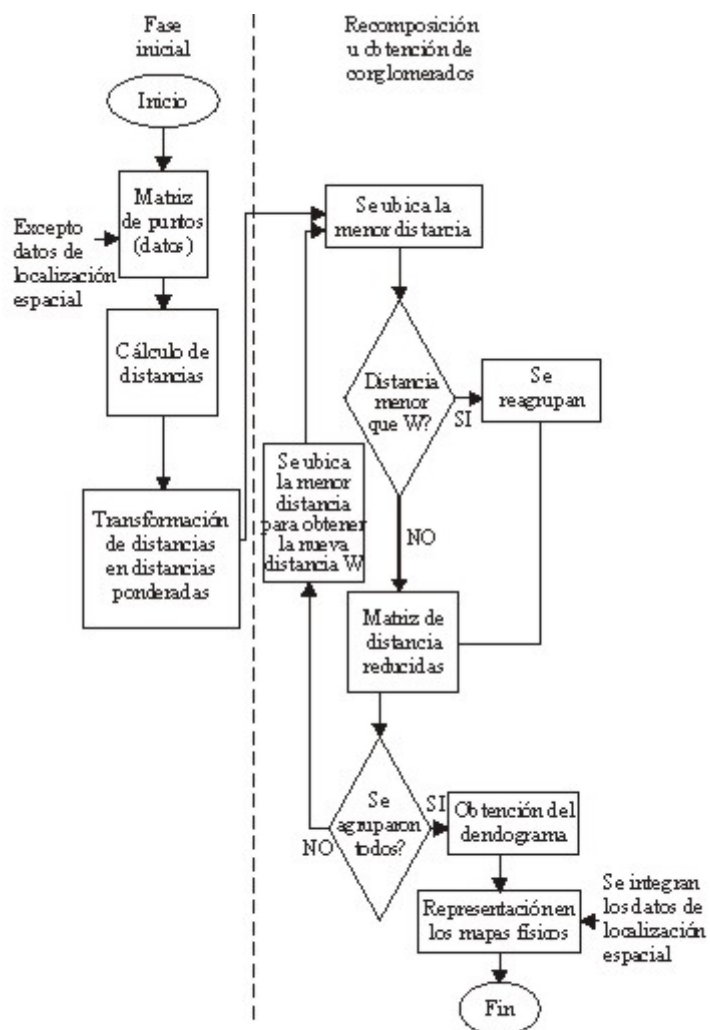 Fase
inicial
Recomposición
u obtención de
corglomerados
Inicio
Matriz
de puntos
(datos)
Excepto
datos de
localización
espacial
Cálculo de
distancias
Transformación
de distancias
en distancias
ponderadas
Se ubica la
menor distarcia
Distancia
menor
que W?
SI
Se
reagrupan
Se ubica
la menor
distancia
para obtener
la nueva
distancia W
NO
Matriz de
distancia
reducidas
Se
agruparon
todos?
NO
SI
Obtención del
dendograma
Representación en
los mapas físicos
Se integran
los datos de
localización
espacial
Fin